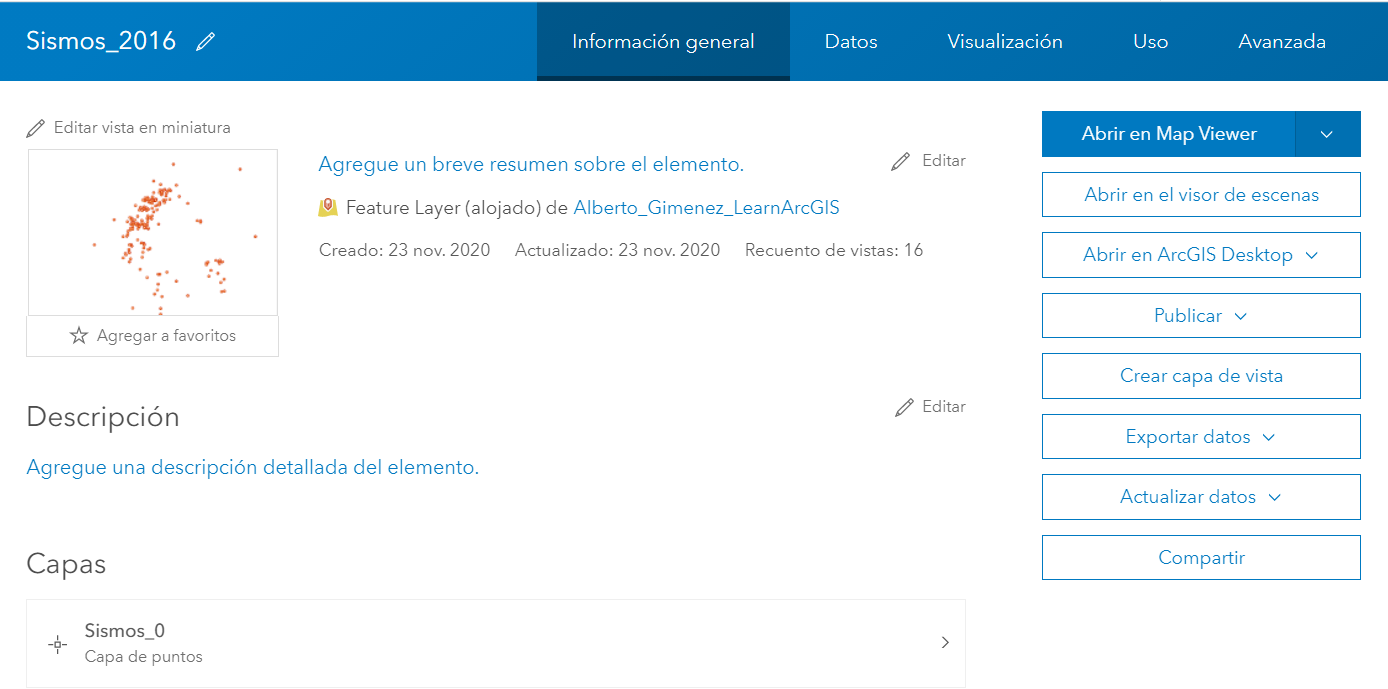 Sismos_2016
Información general
Datos
Visualización
Uso
Avanzada
Editar vista en miniatura
Agregar a favoritos
Agregue un breve resumen sobre el elemento.
Editar
Feature Layer (alojado) de Alberto_Gimenez_LearnArcGIS
Creado: 23 nov. 2020 Actualizado: 23 nov. 2020 Recuento de vistas: 16
Descripción
Editar
Agregue una descripción detallada del elemento.
Capas
Sismos_0
Capa de puntos
Abrir en Map Viewer
Abrir en el visor de escenas
Abrir en ArcGIS Desktop
Publicar
Crear capa de vista
Exportar datos
Actualizar datos
Compartir